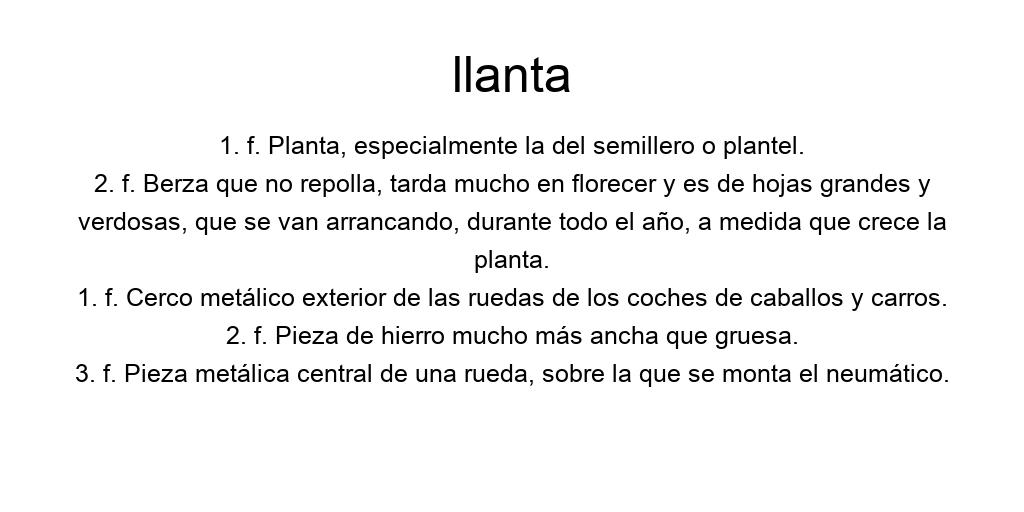 llanta
1. f. Planta, especialmente la del semillero o plantel.
2. f. Berza que no repolla, tarda mucho en florecer y es de hojas grandes y
verdosas, que se van arrancando, durante todo el año, a medida que crece la
planta.
1. f. Cerco metálico exterior de las ruedas de los coches de caballos y carros.
2. f. Pieza de hierro mucho más ancha que gruesa.
3. f. Pieza metálica central de una rueda, sobre la que se monta el neumático.